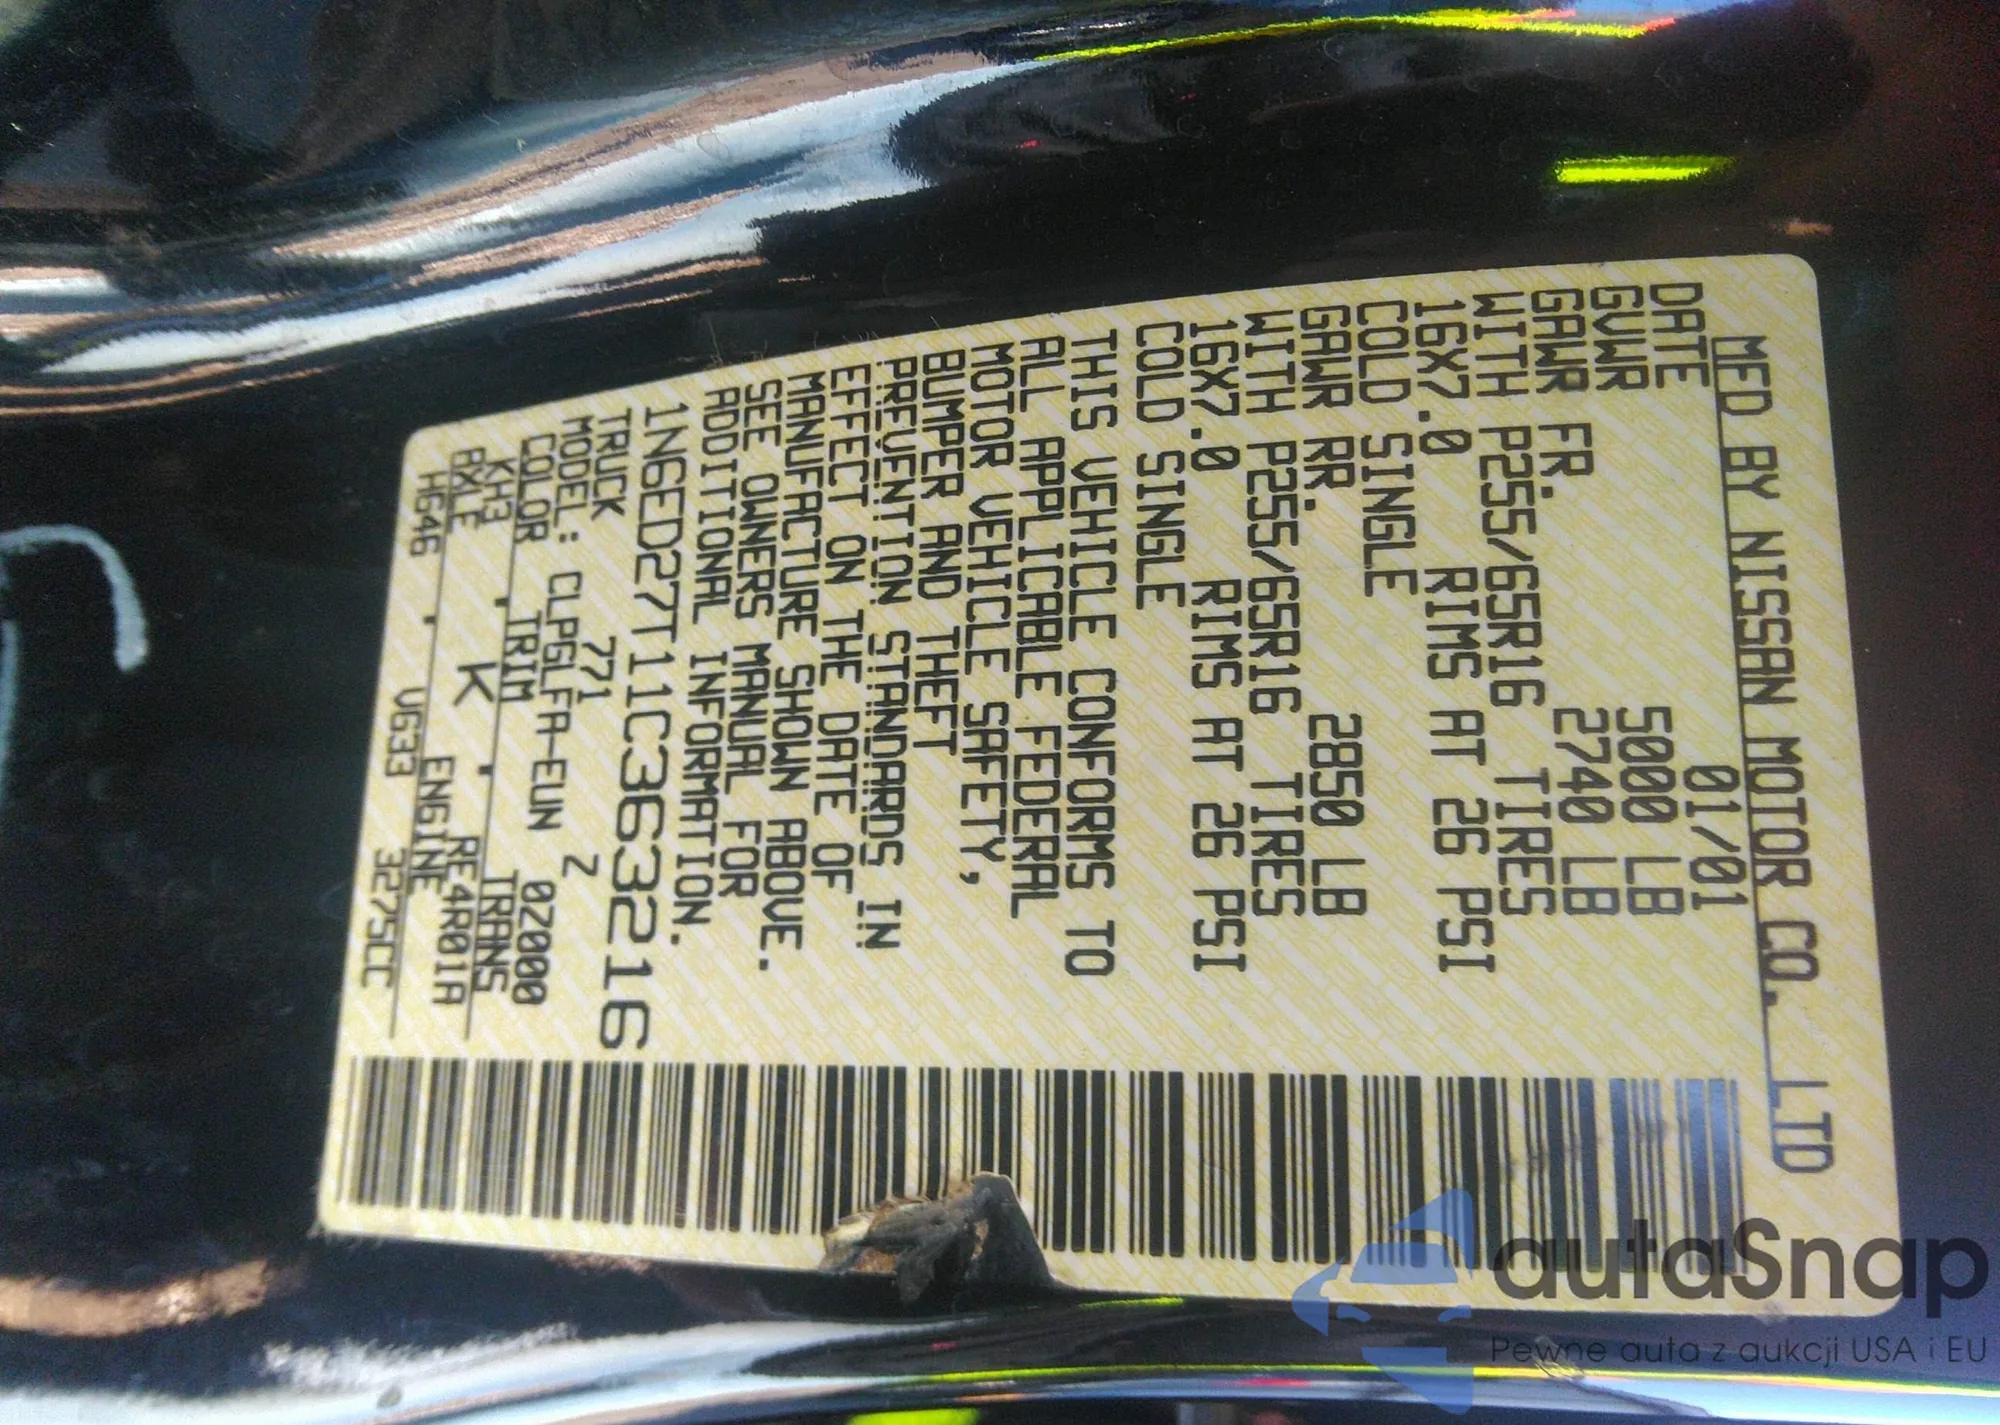 MFD BY NISSAN MOTOR CO. LTD
DATE 01/01
GVWR 5000 LB
GAWR FR. 2740 LB
WITH P255/65R16 TIRES
16X7.0 RIMS AT 26 PSI
COLD SINGLE
GAWR RR. 2850 LB
WITH P255/65R16 TIRES
16X7.0 RIMS AT 26 PSI
COLD SINGLE
THIS VEHICLE CONFORMS TO
ALL APPLICABLE FEDERAL
MOTOR VEHICLE SAFETY,
BUMPER AND THEFT
PREVENTION STANDARDS IN
EFFECT ON THE DATE OF
MANUFACTURE SHOWN ABOVE.
SEE OWNERS MANUAL FOR
ADDITIONAL INFORMATION.
1N6ED27T11C363216
TRUCK 771 Z
MODEL: CLPGLFA-EUN 0Z000
COLOR TRIM TRANS
KH3 . K . RE4R01A
AXLE ENGINE
HG46 . VG33 3275CC
autaSnap
Pewne auta z aukcji USA i EU